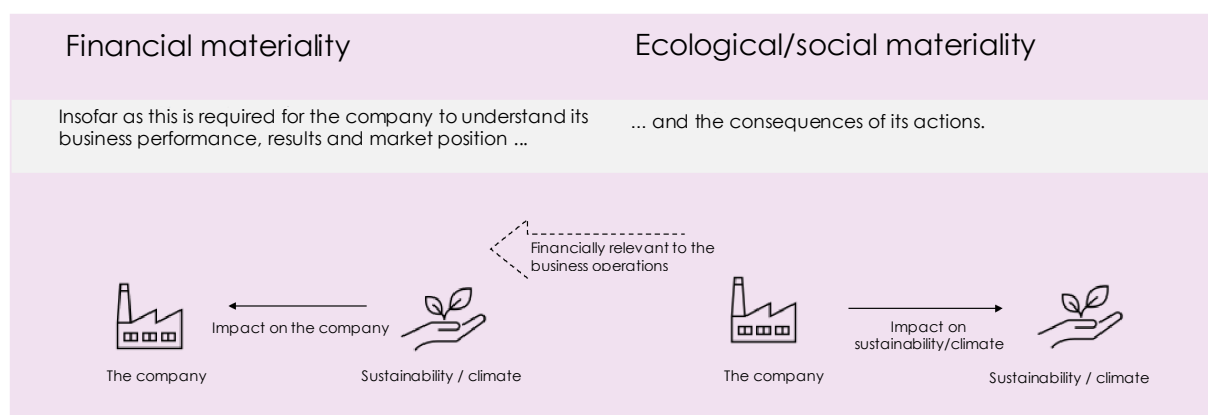 Financial materiality
Ecological/social materiality
Insofar as this is required for the company to understand its
business performance, results and market position ...
... and the consequences of its actions.
Financially relevant to the
business operations
Impact on the company
Impact on
sustainability/climate
The company
Sustainability / climate
The company
Sustainability / climate